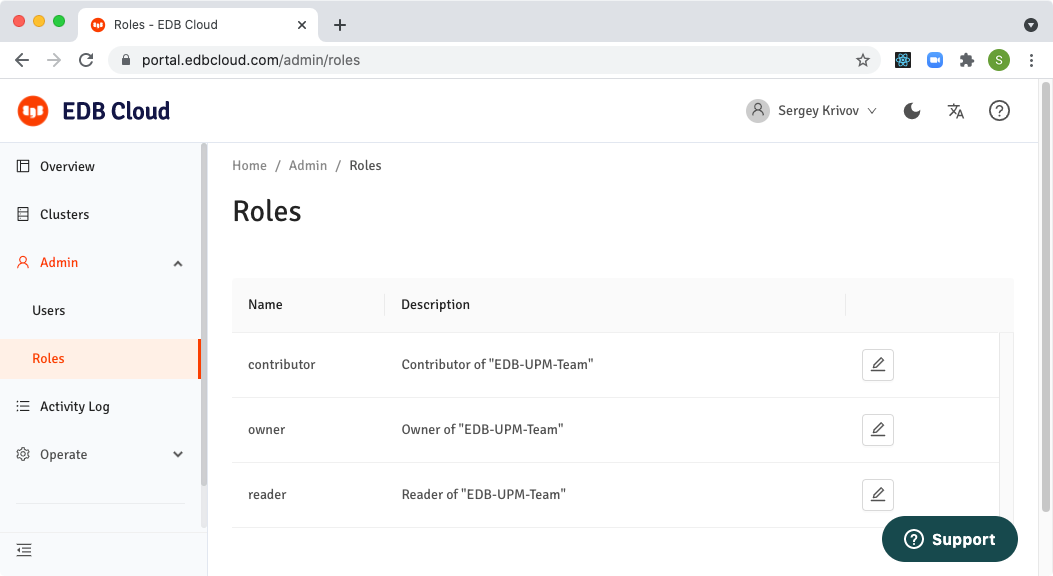 Roles - EDB Cloud
portal.edbcloud.com/admin/roles
S
EDB Cloud
Sergey Krivov
Overview
Clusters
Admin
Users
Roles
Activity Log
Operate
Home / Admin / Roles
Roles
Name Description
contributor Contributor of "EDB-UPM-Team"
owner Owner of "EDB-UPM-Team"
reader Reader of "EDB-UPM-Team"
Support